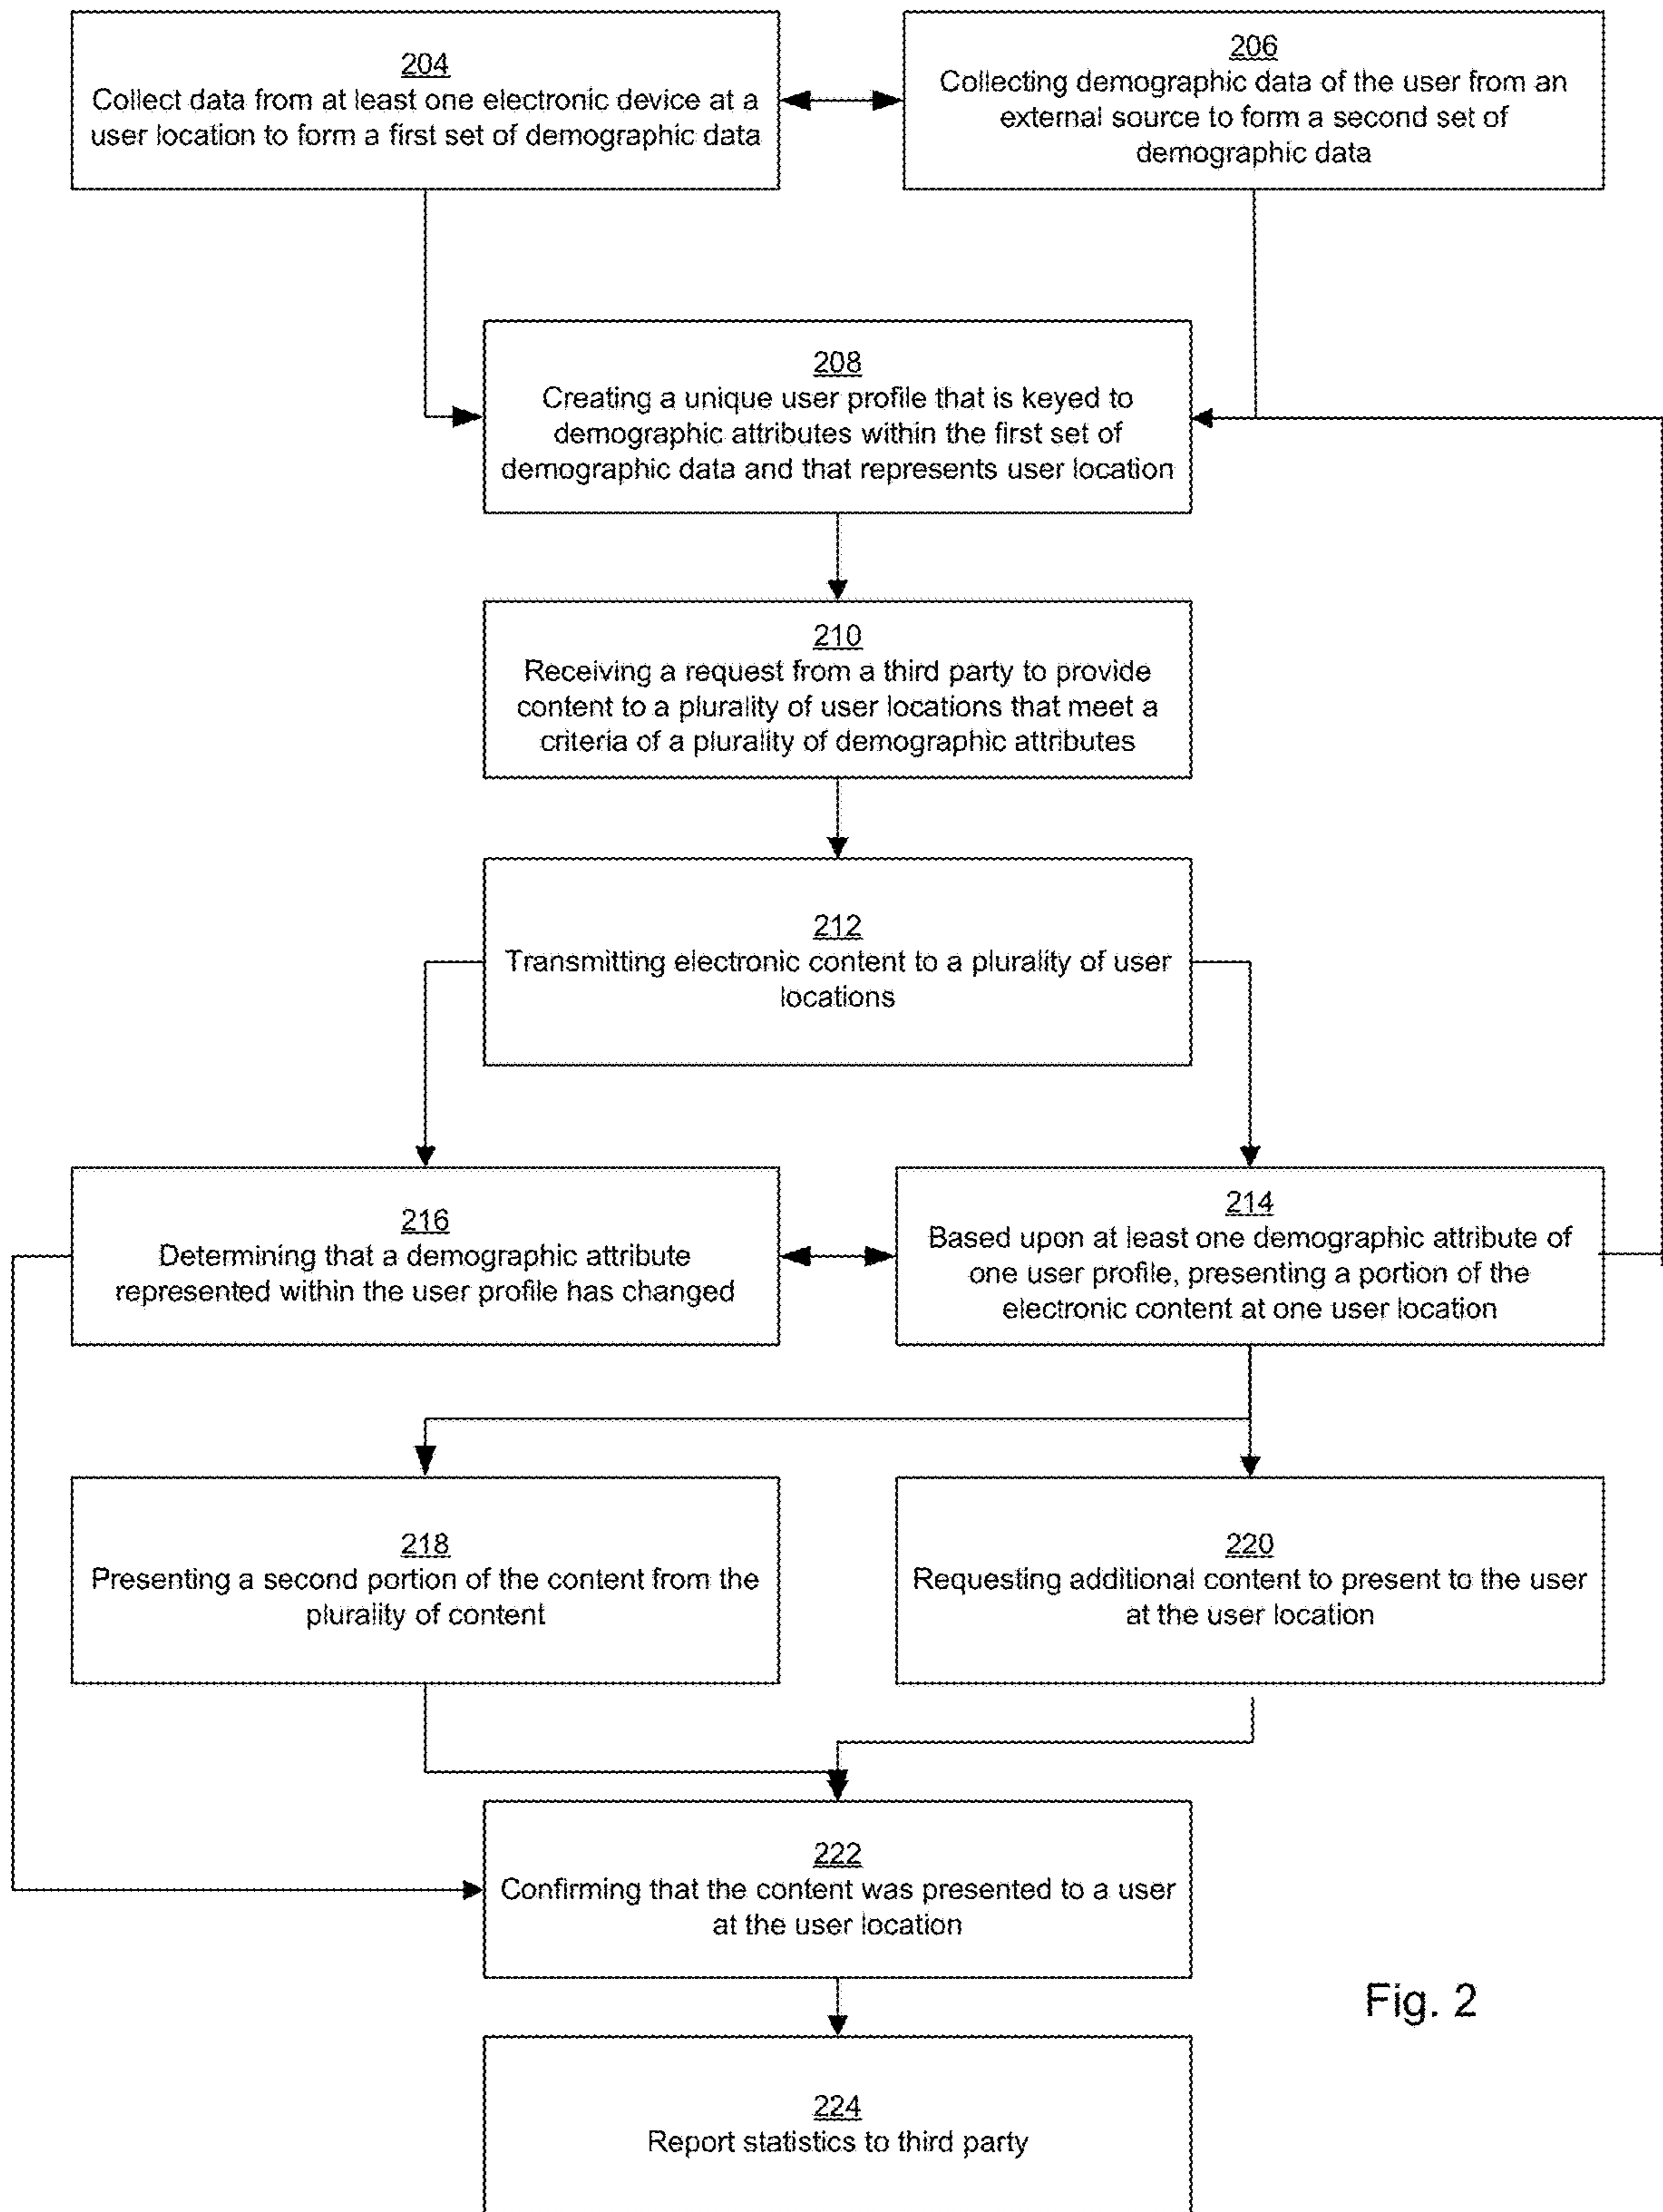 204
Collect data from at least one electronic device at a
user location to form a first set of demographic data
206
Collecting demographic data of the user from an
external source to form a second set of
demographic data
208
Creating a unique user profile that is keyed to
demographic attributes within the first set of
demographic data and that represents user location
210
Receiving a request from a third party to provide
content to a plurality of user locations that meet a
criteria of a plurality of demographic attributes
212
Transmitting electronic content to a plurality of user
locations
216
Determining that a demographic attribute
represented within the user profile has changed
214
Based upon at least one demographic attribute of
one user profile, presenting a portion of the
electronic content at one user location
218
Presenting a second portion of the content from the
plurality of content
220
Requesting additional content to present to the user
at the user location
222
Confirming that the content was presented to a user
at the user location
Fig. 2
224
Report statistics to third party